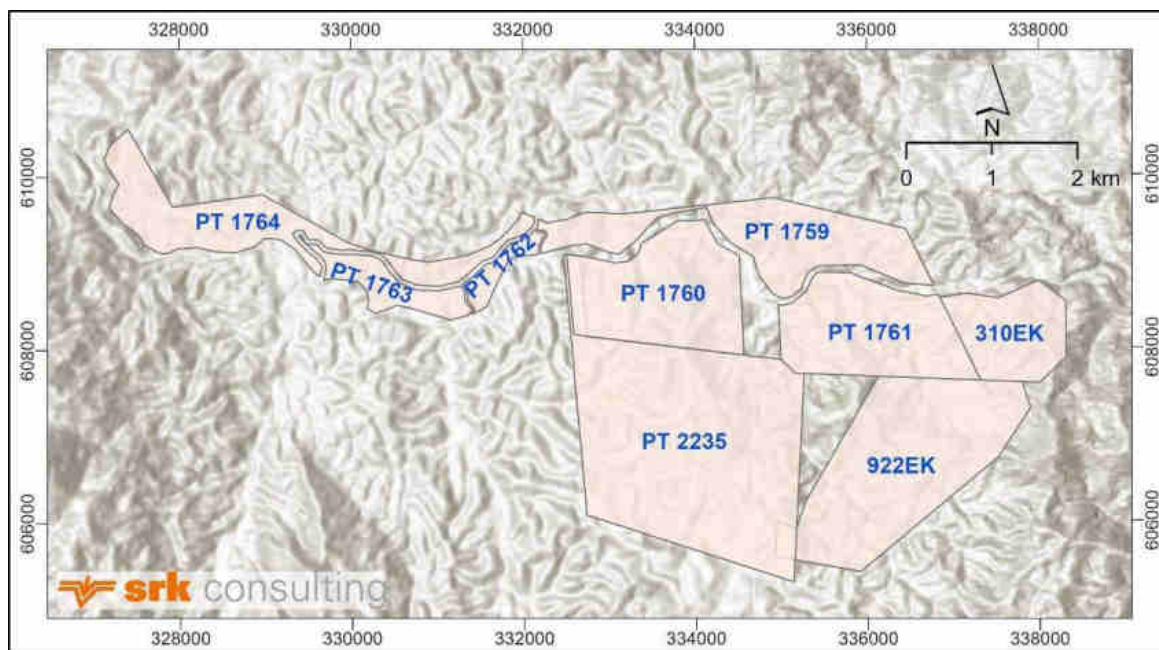 328000 330000 332000 334000 336000 338000
610000 610000
N
0 1 2 km
PT 1764
PT 1759
PT 1762
PT 1763
PT 1760
PT 1761
310EK
608000 608000
PT 2235
922EK
606000 606000
srk consulting
328000 330000 332000 334000 336000 338000